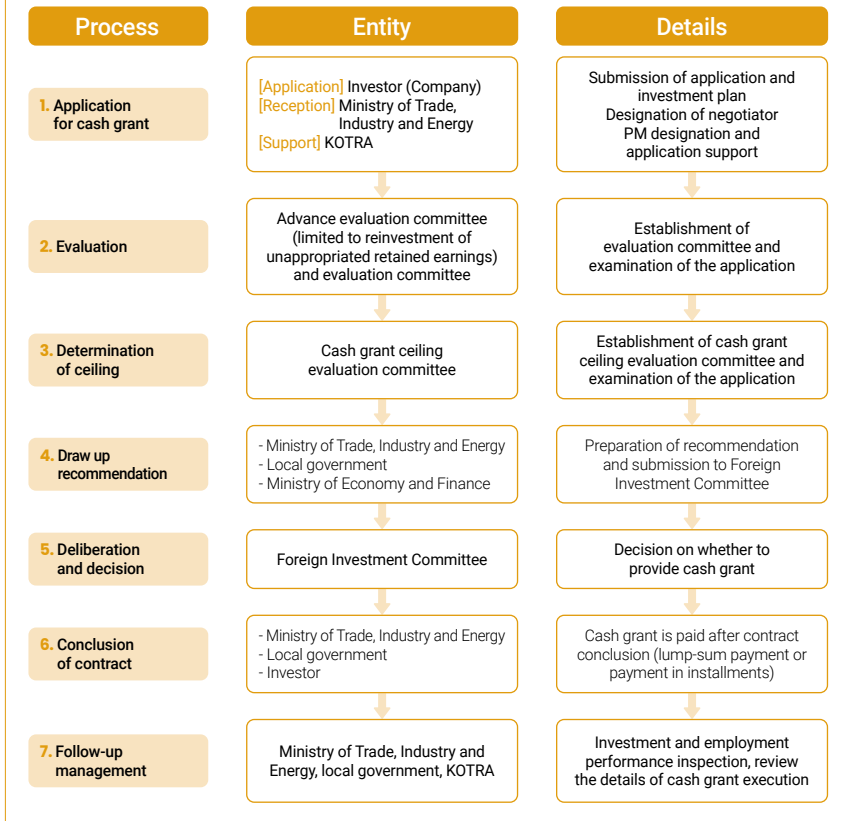 Process
Entity
Details
1. Application
for cash grant
[Application] Investor (Company)
[Reception] Ministry of Trade,
Industry and Energy
[Support] KOTRA
Submission of application and
investment plan
Designation of negotiator
PM designation and
application support
2. Evaluation
Advance evaluation committee
(limited to reinvestment of
unappropriated retained earnings)
and evaluation committee
Establishment of
evaluation committee and
examination of the application
3. Determination
of ceiling
Cash grant ceiling
evaluation committee
Establishment of cash grant
ceiling evaluation committee and
examination of the application
4. Draw up
recommendation
- Ministry of Trade, Industry and Energy
- Local government
- Ministry of Economy and Finance
Preparation of recommendation
and submission to Foreign
Investment Committee
5. Deliberation
and decision
Foreign Investment Committee
Decision on whether to
provide cash grant
6. Conclusion
of contract
- Ministry of Trade, Industry and Energy
- Local government
- Investor
Cash grant is paid after contract
conclusion (lump-sum payment or
payment in installments)
7. Follow-up
management
Ministry of Trade, Industry and
Energy, local government, KOTRA
Investment and employment
performance inspection, review
the details of cash grant execution